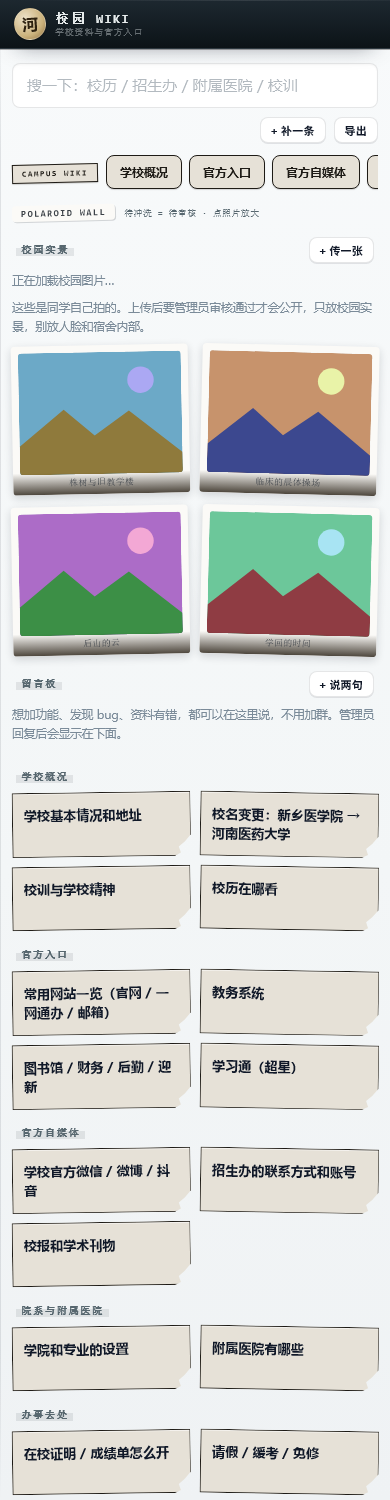 河
校园 WIKI
学校资料与官方入口
搜一下：校历 / 招生办 / 附属医院 / 校训
+ 补一条
导出
CAMPUS WIKI
学校概况
官方入口
官方自媒体
POLAROID WALL
待冲洗 = 待审核 · 点照片放大
校园实景
+ 传一张
正在加载校园图片…
这些是同学自己拍的。上传后要管理员审核通过才会公开，只放校园实
景，别放人脸和宿舍内部。
株树与旧教学楼
临床的晨体操场
后山的云
学园的时间
留言板
+ 说两句
想加功能、发现 bug、资料有错，都可以在这里说，不用加群。管理员
回复后会显示在下面。
学校概况
学校基本情况和地址
校名变更：新乡医学院 →
河南医药大学
校训与学校精神
校历在哪看
官方入口
常用网站一览（官网 / 一
网通办 / 邮箱）
教务系统
图书馆 / 财务 / 后勤 / 迎
新
学习通（超星）
官方自媒体
学校官方微信 / 微博 / 抖
音
招生办的联系方式和账号
校报和学术刊物
院系与附属医院
学院和专业的设置
附属医院有哪些
办事去处
在校证明 / 成绩单怎么开
请假 / 缓考 / 免修